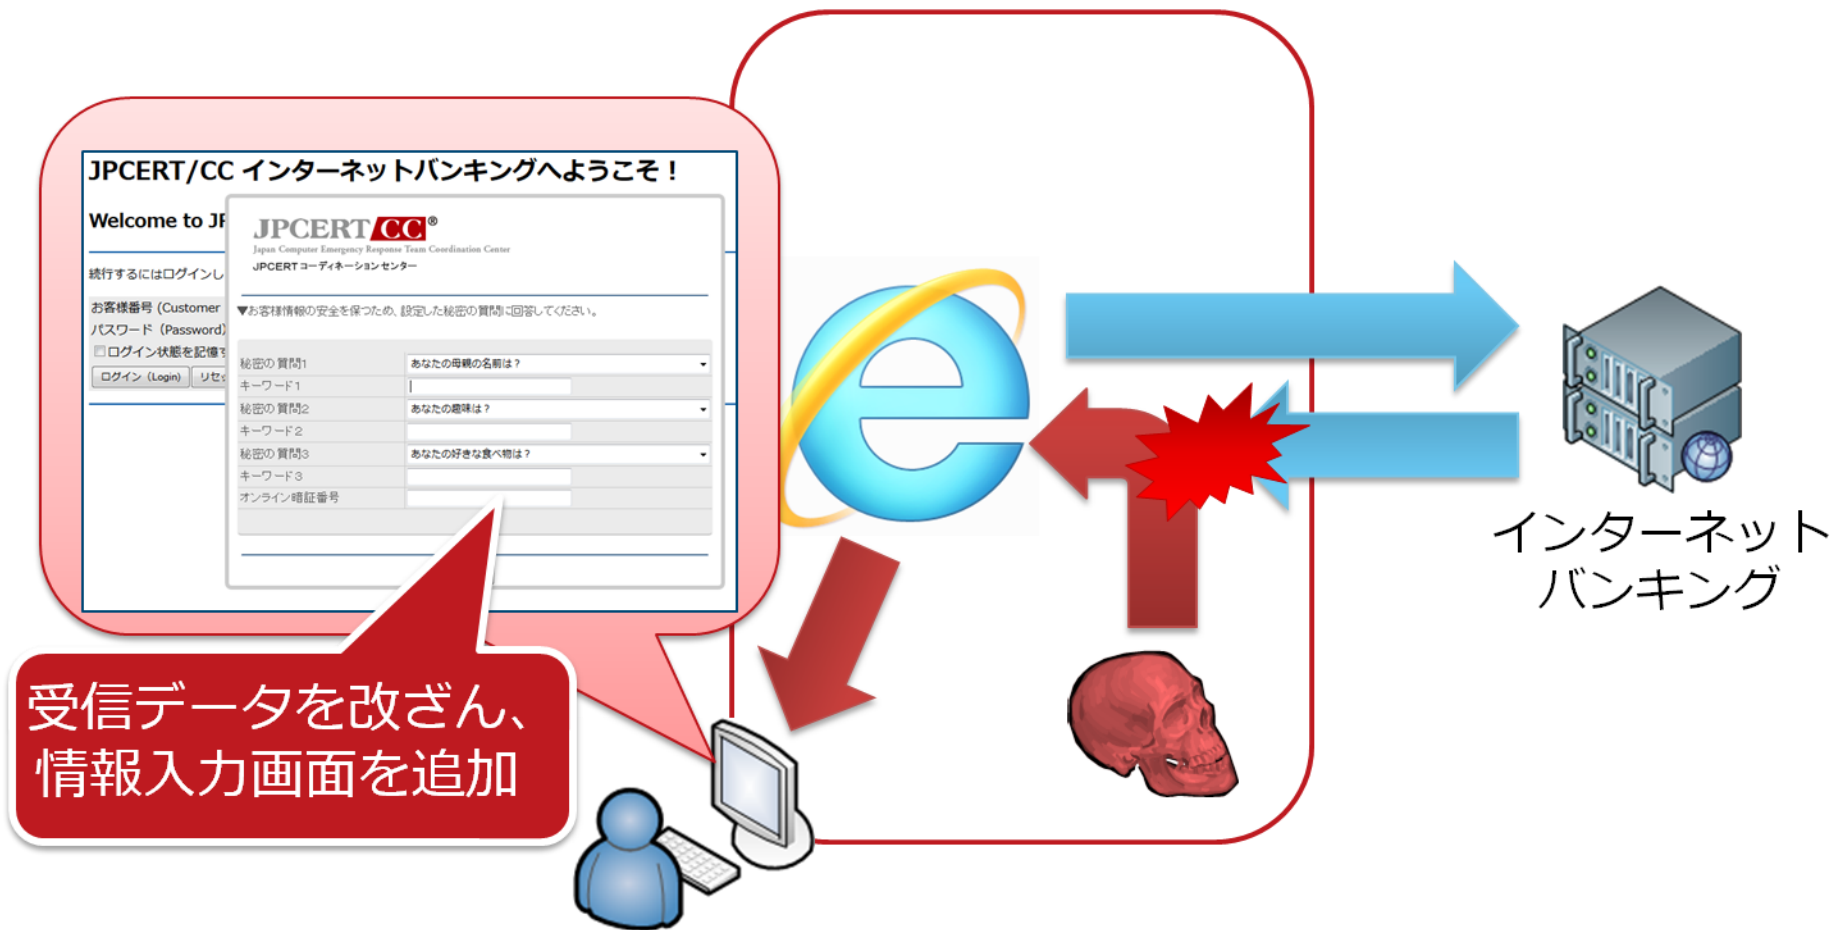 JPCERT/CC インターネットバンキングへようこそ！
Welcome to JP
続行するにはログインし
お客様番号 (Customer
パスワード（Password）
ログイン状態を記憶す
ログイン（Login） リセッ
JPCERT CC®
Japan Computer Emergency Response Team Coordination Center
JPCERT コーディネーションセンター
▼お客様情報の安全を保つため、設定した秘密の質問に回答してください。
秘密の質問1 あなたの母親の名前は？
キーワード1
秘密の質問2 あなたの趣味は？
キーワード2
秘密の質問3 あなたの好きな食べ物は？
キーワード3
オンライン暗証番号
受信データを改ざん、
情報入力画面を追加
インターネット
バンキング